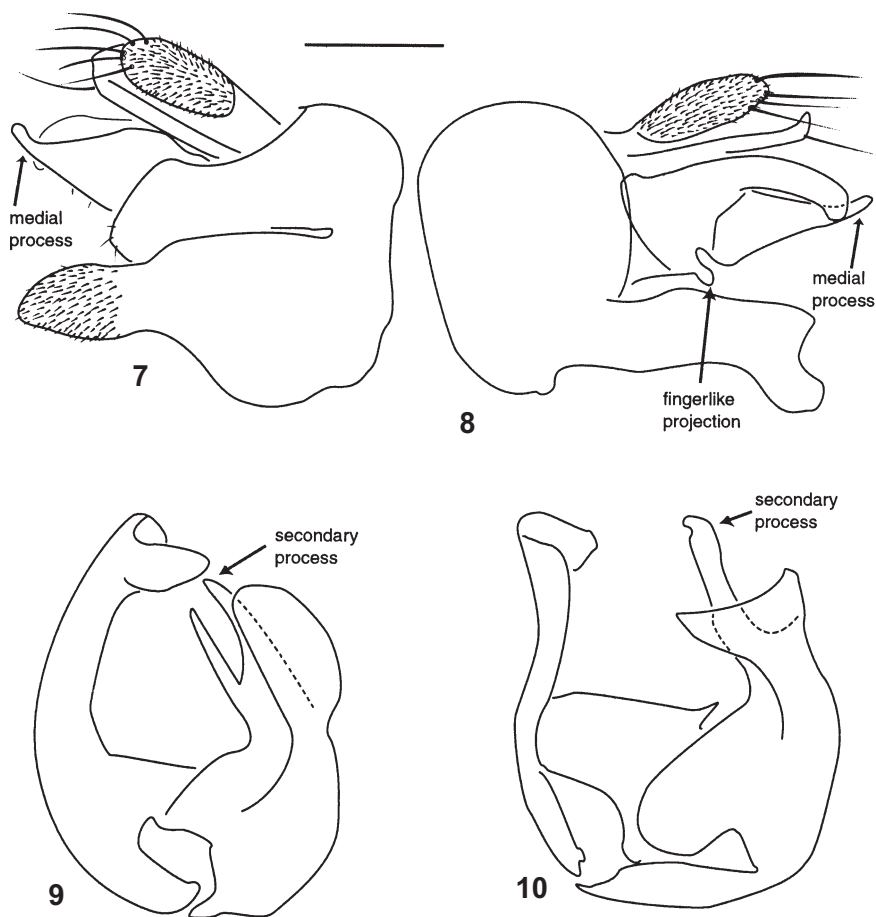 medial
process
7
medial
process
fingerlike
projection
8
secondary
process
9
secondary
process
10